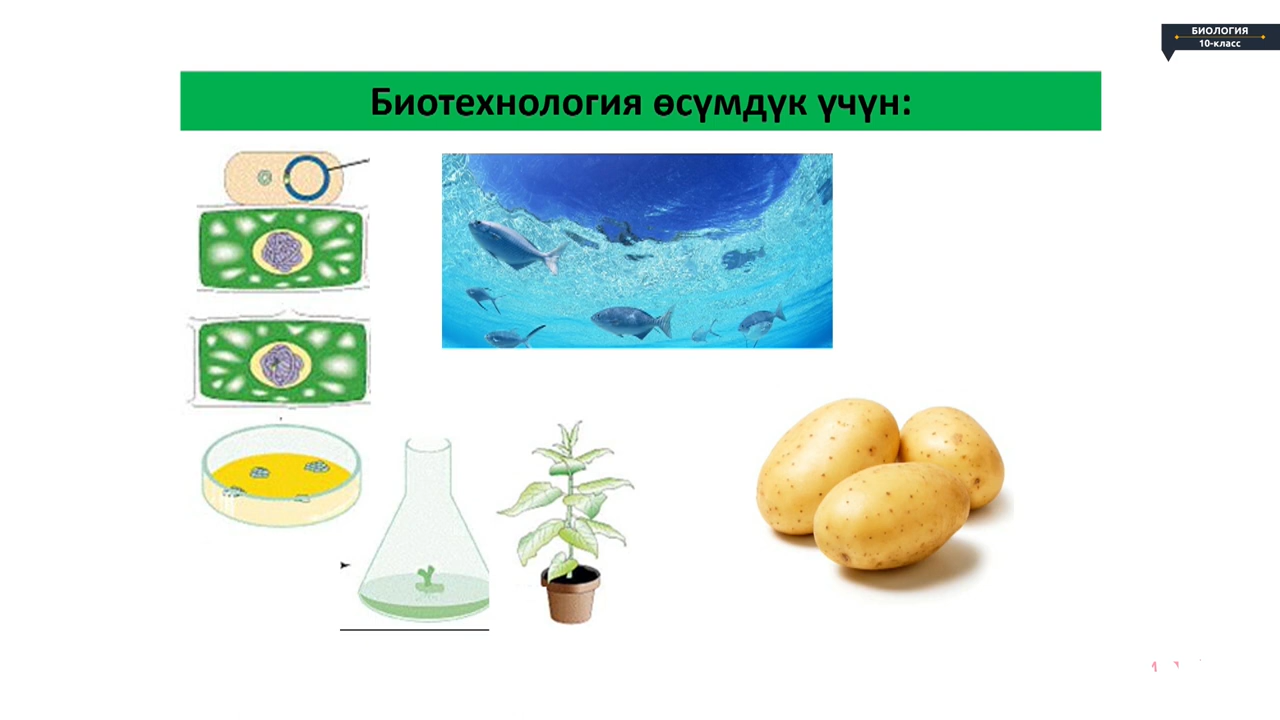 БИОЛОГИЯ
10-класс
Биотехнология өсүмдүк үчүн: